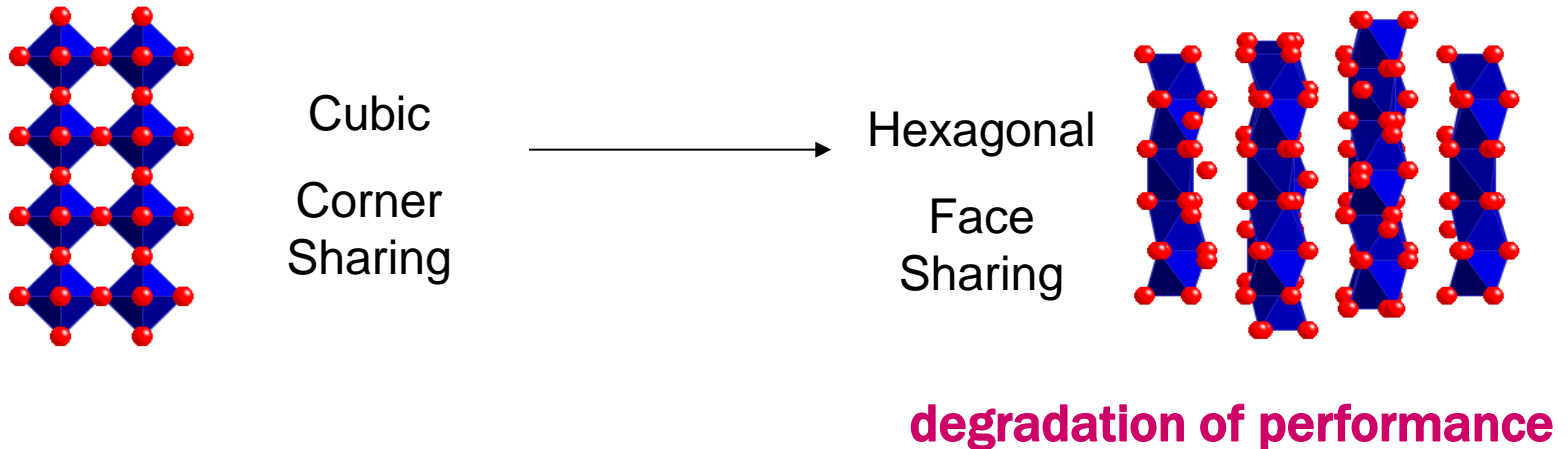 Cubic
Corner
Sharing
Hexagonal
Face
Sharing
degradation of performance